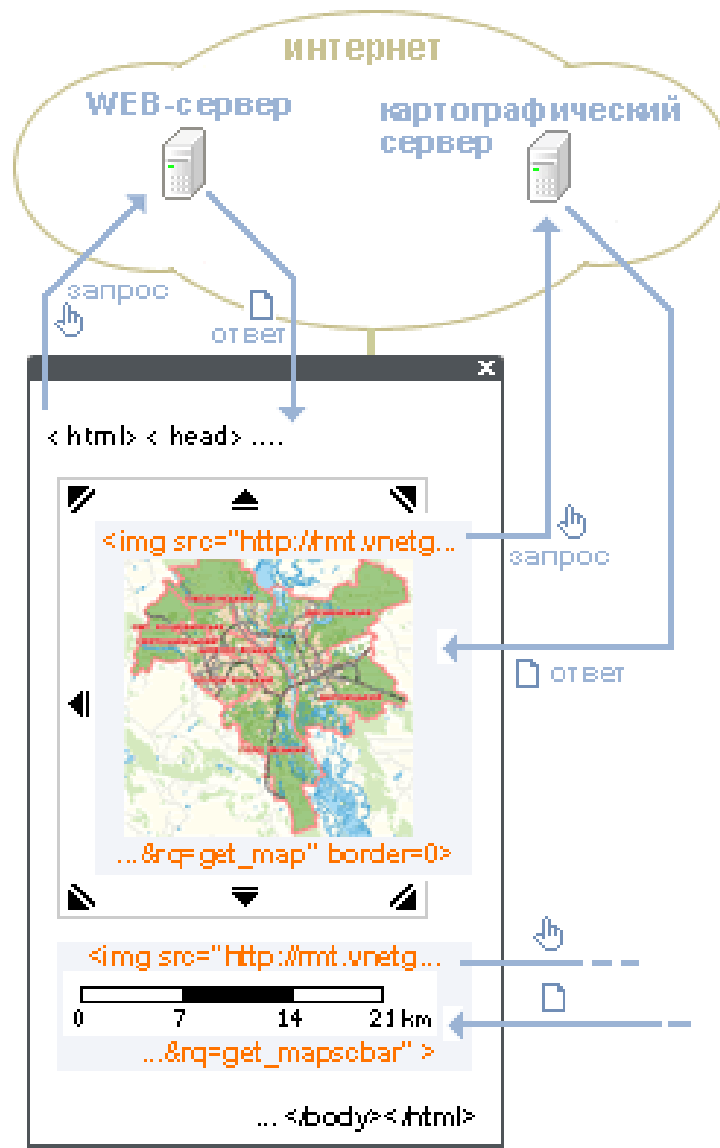 интернет
WEB-сервер
картографический
сервер
запрос
ответ
x
< html> < head> ....
<img src="http://rmt.vnetg...
запрос
ответ
...&rq=get_map" border=0>
<img src="http://rmt.vnetg...
0 7 14 21 km
...&rq=get_mapscbar" >
... </body></html>